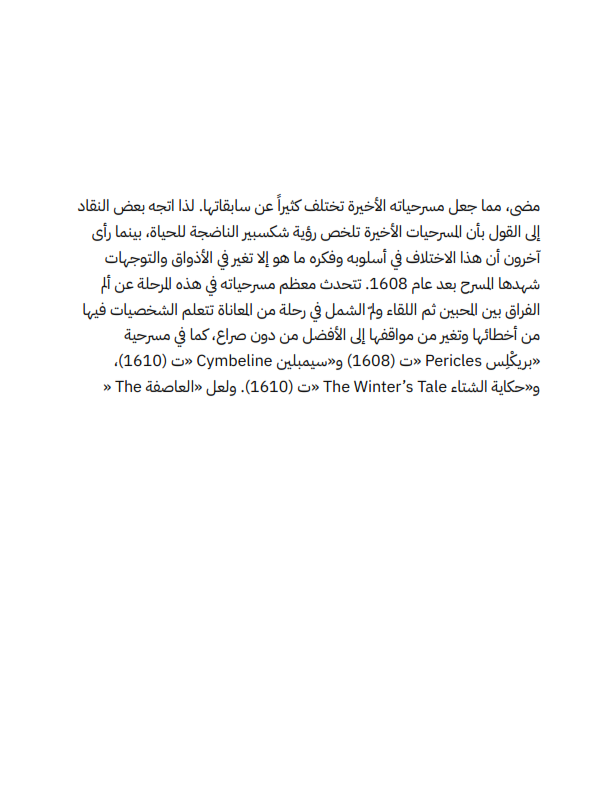 مضى، مما جعل مسرحياته الأخيرة تختلف كثيراً عن سابقاتها. لذا اتجه بعض النقاد
إلى القول بأن المسرحيات الأخيرة تلخص رؤية شكسبير الناضجة للحياة، بينما رأى
آخرون أن هذا الاختلاف في أسلوبه وفكره ما هو إلا تغير في الأذواق والتوجهات
شهدها المسرح بعد عام 1608. تتحدث معظم مسرحياته في هذه المرحلة عن ألم
الفراق بين المحبين ثم اللقاء ولمّ الشمل في رحلة من المعاناة تتعلم الشخصيات فيها
من أخطائها وتغير من مواقفها إلى الأفضل من دون صراع، كما في مسرحية
«بريكْلِس Pericles «ت (1608) و«سيمبلين Cymbeline «ت (1610)،
و«حكاية الشتاء The Winter’s Tale «ت (1610). ولعل «العاصفة The «